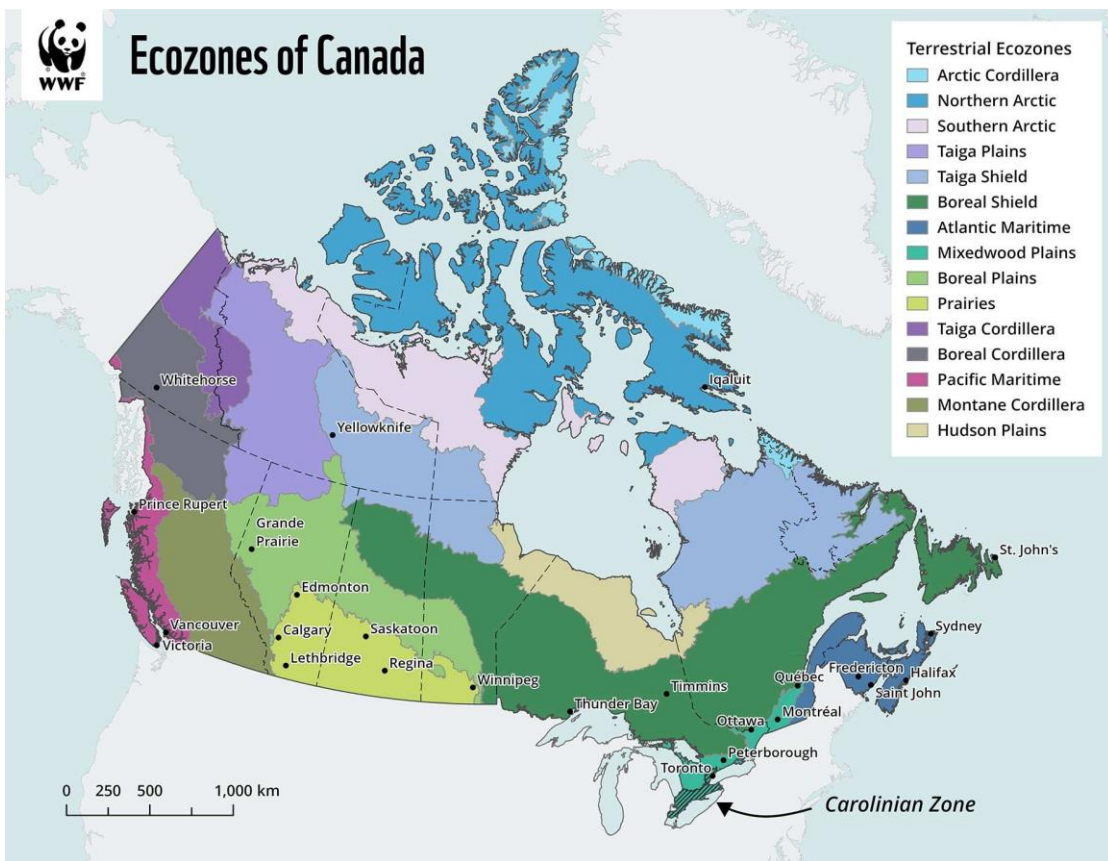 WWF
Ecozones of Canada
Terrestrial Ecozones
Arctic Cordillera
Northern Arctic
Southern Arctic
Taiga Plains
Taiga Shield
Boreal Shield
Atlantic Maritime
Mixedwood Plains
Boreal Plains
Prairies
Taiga Cordillera
Boreal Cordillera
Pacific Maritime
Montane Cordillera
Hudson Plains
Whitehorse
Iqaluit
Yellowknife
Prince Rupert
Grande
Prairie
St. John's
Edmonton
Calgary
Saskatoon
Vancouver
Victoria
Lethbridge
Regina
Winnipeg
Sydney
Fredericton
Halifax
Québec
Saint John
Timmins
Thunder Bay
Montréal
Ottawa
Peterborough
Toronto
0 250 500 1,000 km
Carolinian Zone